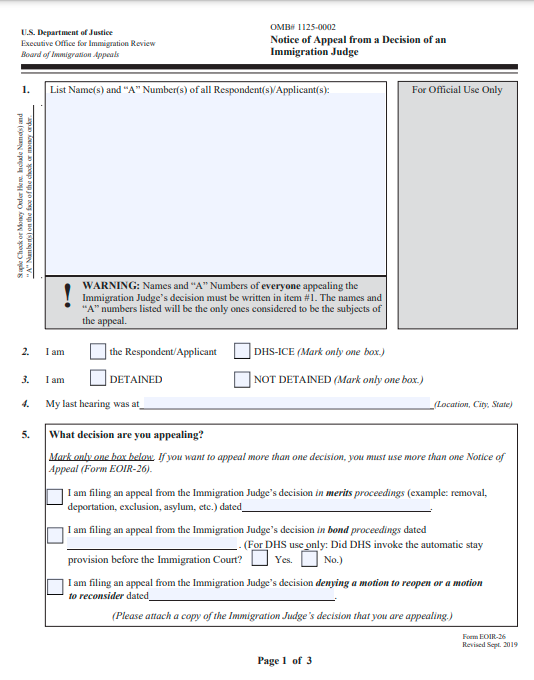 OMB# 1125-0002
U.S. Department of Justice
Executive Office for Immigration Review
Board of Immigration Appeals
Notice of Appeal from a Decision of an
Immigration Judge
1. List Name(s) and “A” Number(s) of all Respondent(s)/Applicant(s):
For Official Use Only
Staple Check or Money Order Here. Include Name(s) and
“A” Number(s) on the face of the check or money order.
! WARNING: Names and “A” Numbers of everyone appealing the
Immigration Judge’s decision must be written in item #1. The names and
“A” numbers listed will be the only ones considered to be the subjects of
the appeal.
2. I am the Respondent/Applicant DHS-ICE (Mark only one box.)
3. I am DETAINED NOT DETAINED (Mark only one box.)
4. My last hearing was at (Location, City, State)
5. What decision are you appealing?
Mark only one box below. If you want to appeal more than one decision, you must use more than one Notice of
Appeal (Form EOIR-26).
I am filing an appeal from the Immigration Judge’s decision in merits proceedings (example: removal,
deportation, exclusion, asylum, etc.) dated .
I am filing an appeal from the Immigration Judge’s decision in bond proceedings dated
. (For DHS use only: Did DHS invoke the automatic stay
provision before the Immigration Court? Yes. No.)
I am filing an appeal from the Immigration Judge’s decision denying a motion to reopen or a motion
to reconsider dated .
(Please attach a copy of the Immigration Judge’s decision that you are appealing.)
Form EOIR-26
Revised Sept. 2019
Page 1 of 3